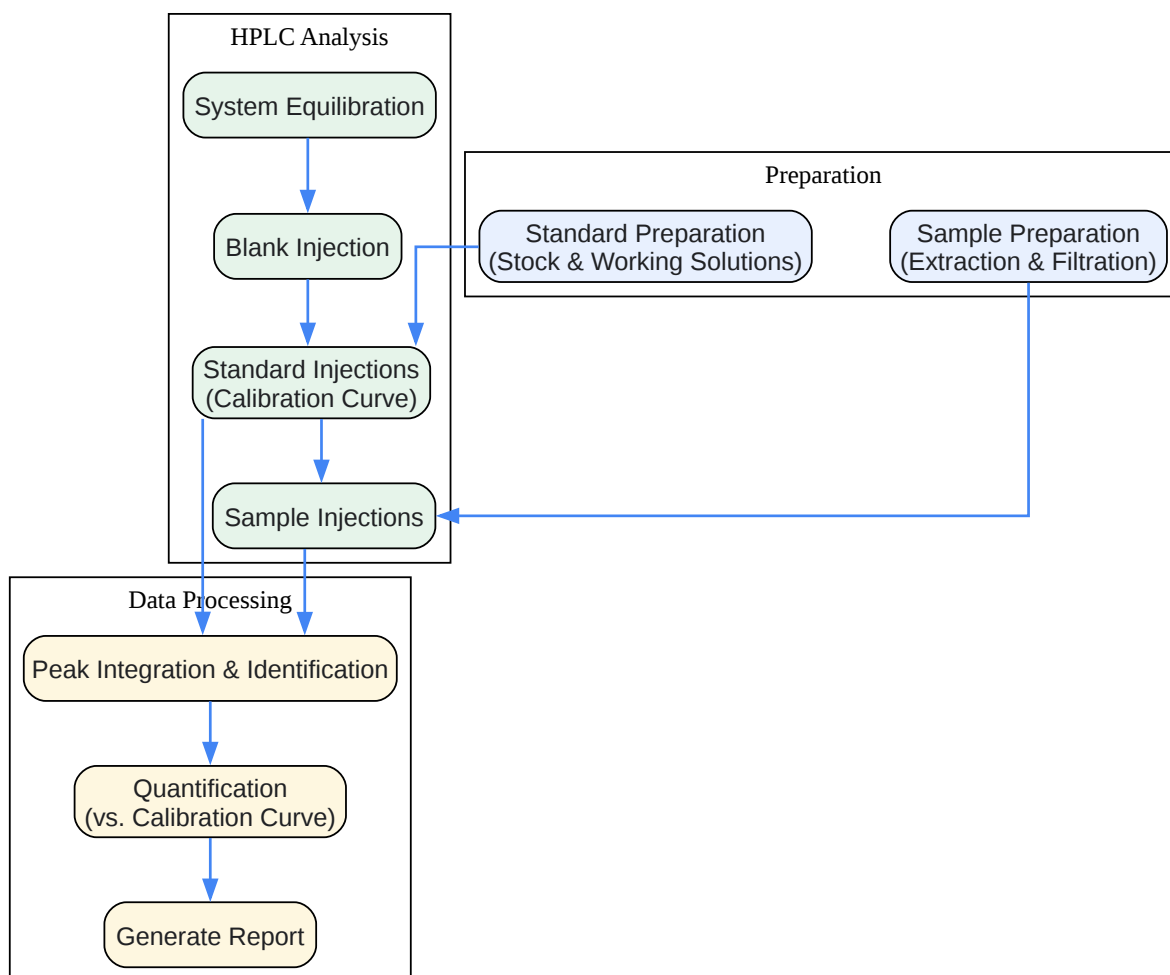 HPLC Analysis
System Equilibration
Blank Injection
Standard Injections
(Calibration Curve)
Sample Injections
Preparation
Standard Preparation
(Stock & Working Solutions)
Sample Preparation
(Extraction & Filtration)
Data Processing
Peak Integration & Identification
Quantification
(vs. Calibration Curve)
Generate Report